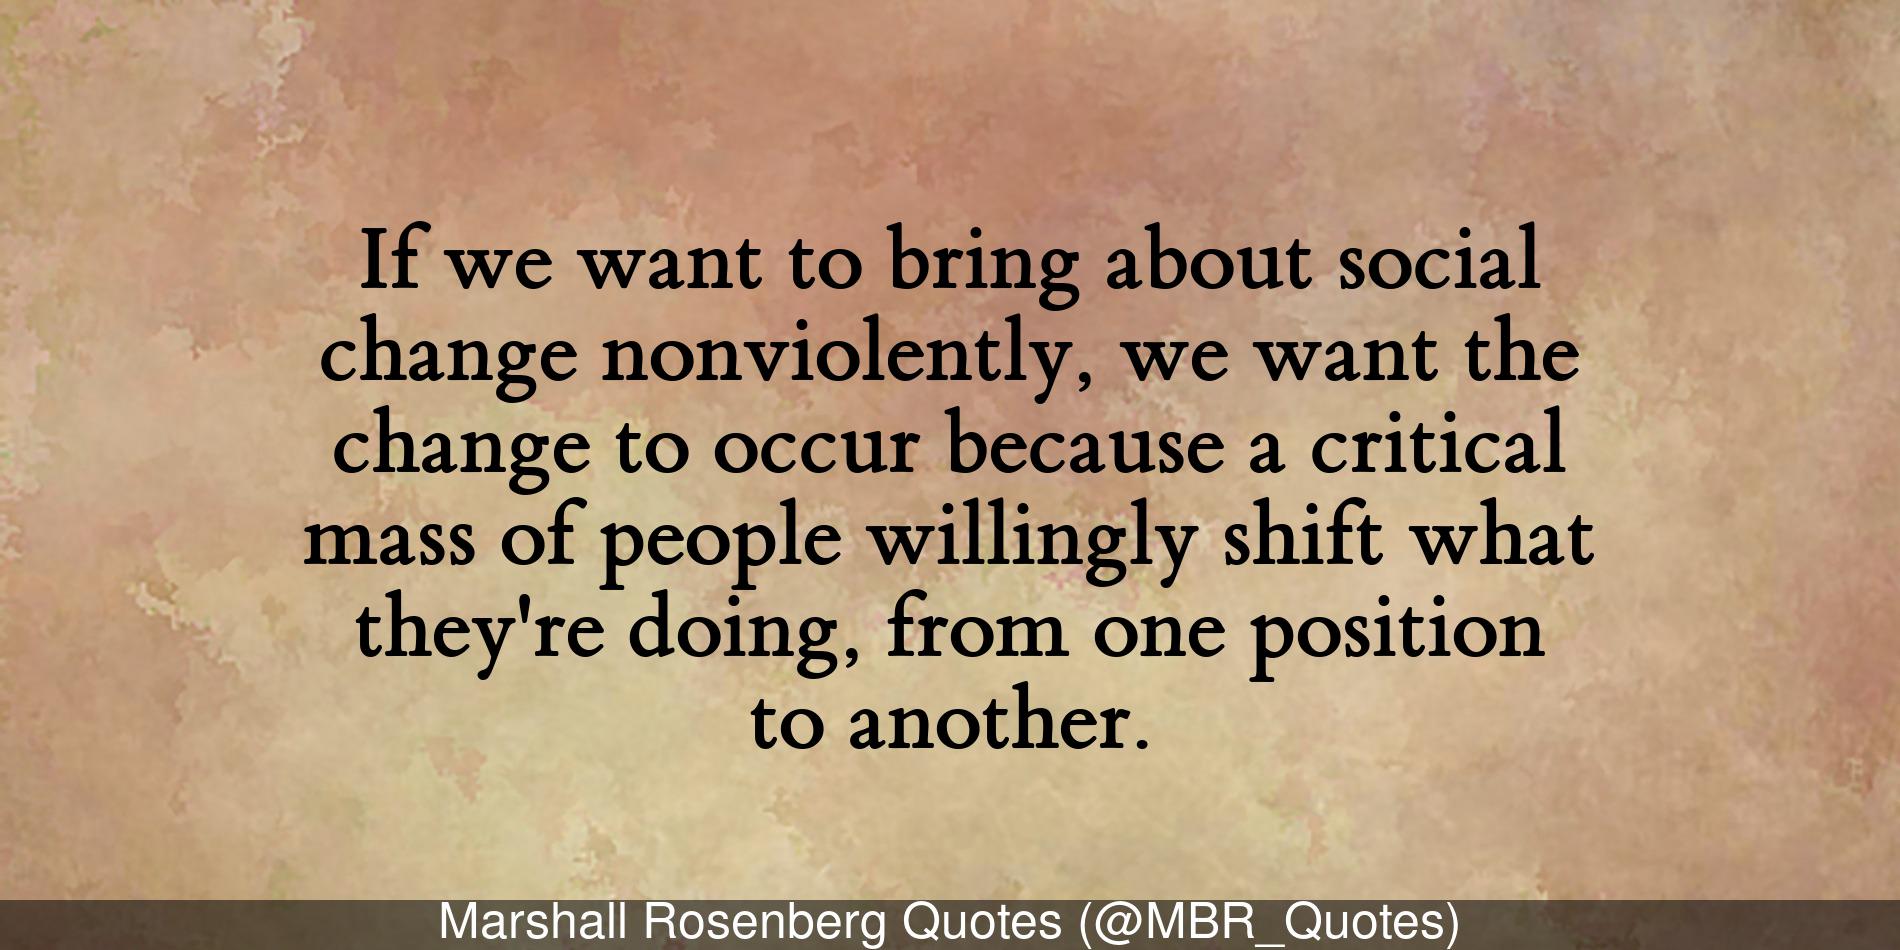 If we want to bring about social
change nonviolently, we want the
change to occur because a critical
mass of people willingly shift what
they're doing, from one position
to another.
Marshall Rosenberg Quotes (@MBR_Quotes)